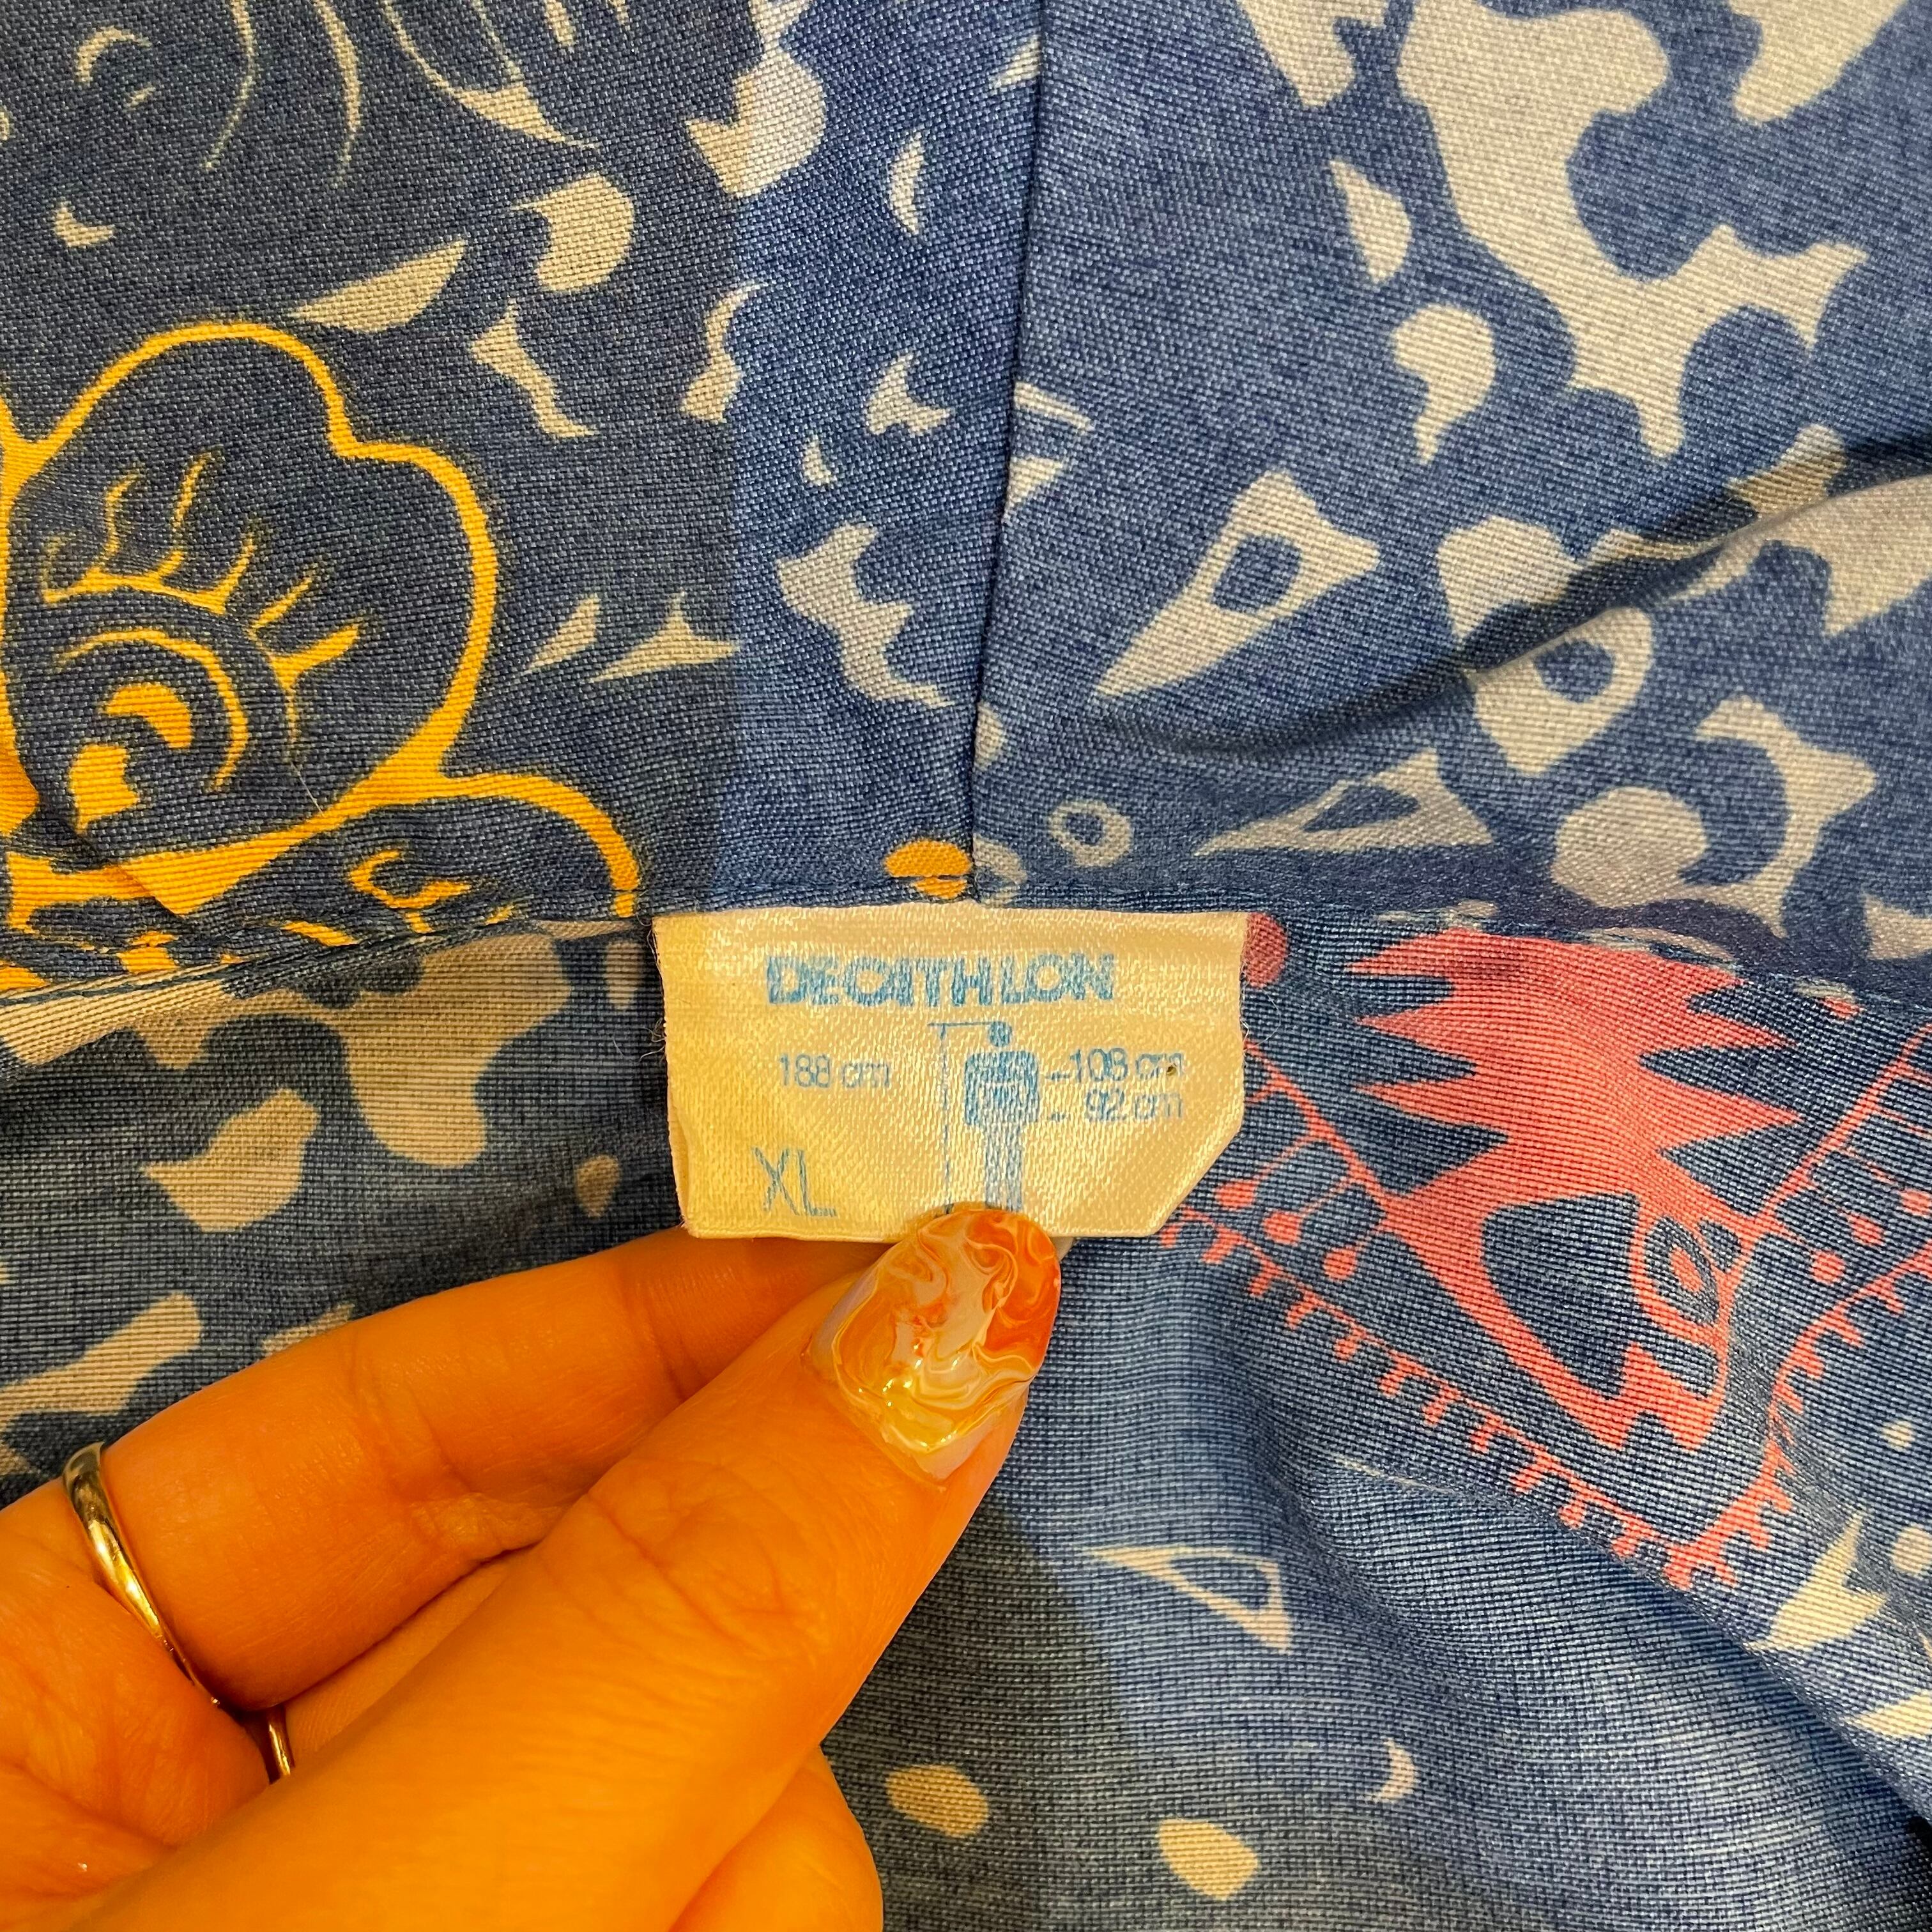 DECATHLON
188 cm 108 cm
92 cm
XL